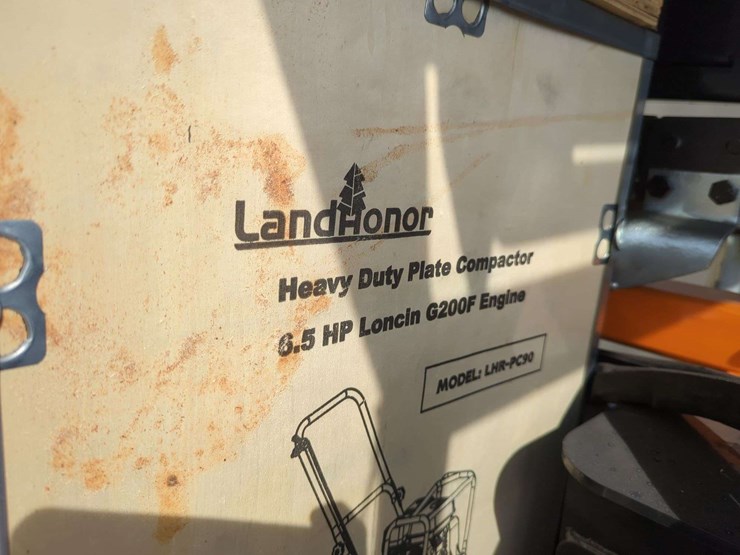 LandHonor
Heavy Duty Plate Compactor
6.5 HP Loncin G200F Engine
MODEL: LHR-PC90